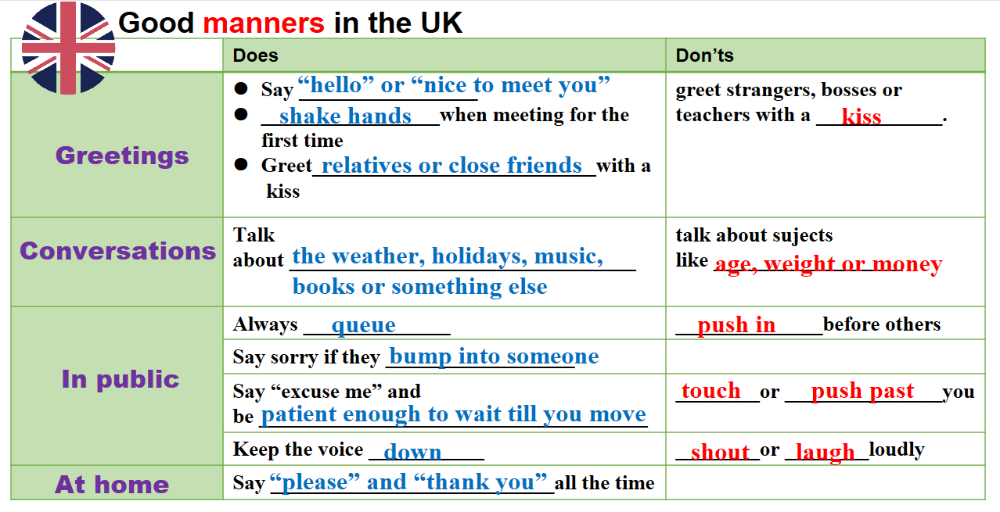 Good manners in the UK
Does
Don’ts
Greetings
● Say “hello” or “nice to meet you”
● shake hands when meeting for the
first time
● Greet relatives or close friends with a
kiss
greet strangers, bosses or
teachers with a kiss.
Conversations
Talk
about the weather, holidays, music,
books or something else
talk about sujects
like age, weight or money
In public
Always queue
push in before others
Say sorry if they bump into someone
Say “excuse me” and
be patient enough to wait till you move
touch or push past you
Keep the voice down
shout or laugh loudly
At home
Say “please” and “thank you” all the time